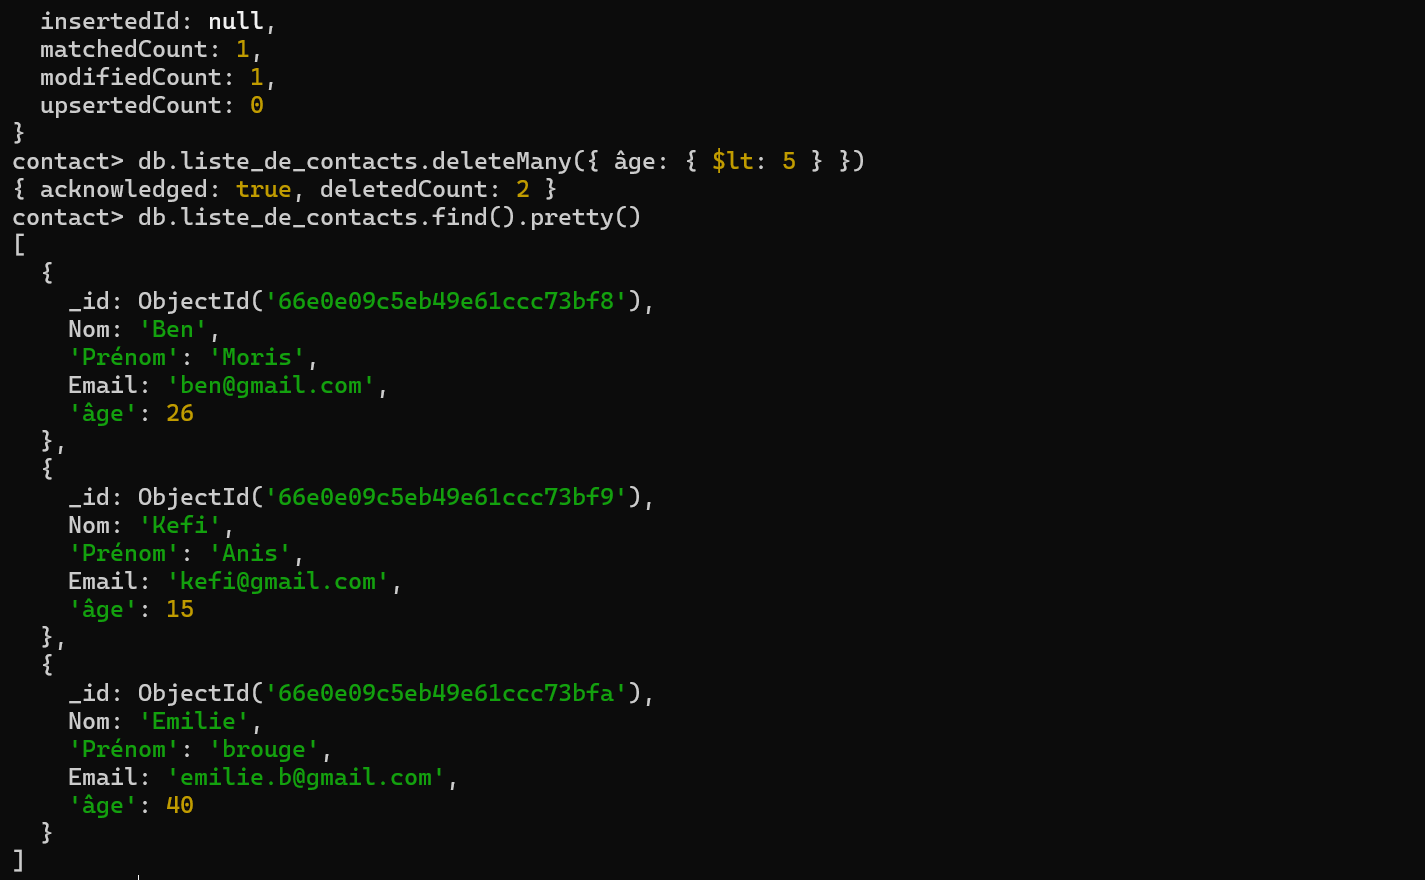 insertedId: null,
matchedCount: 1,
modifiedCount: 1,
upsertedCount: 0
}
contact> db.liste_de_contacts.deleteMany({ âge: { $lt: 5 } })
{ acknowledged: true, deletedCount: 2 }
contact> db.liste_de_contacts.find().pretty()
[
{
_id: ObjectId('66e0e09c5eb49e61ccc73bf8'),
Nom: 'Ben',
'Prénom': 'Moris',
Email: 'ben@gmail.com',
'âge': 26
},
{
_id: ObjectId('66e0e09c5eb49e61ccc73bf9'),
Nom: 'Kefi',
'Prénom': 'Anis',
Email: 'kefi@gmail.com',
'âge': 15
},
{
_id: ObjectId('66e0e09c5eb49e61ccc73bfa'),
Nom: 'Emilie',
'Prénom': 'brouge',
Email: 'emilie.b@gmail.com',
'âge': 40
}
]